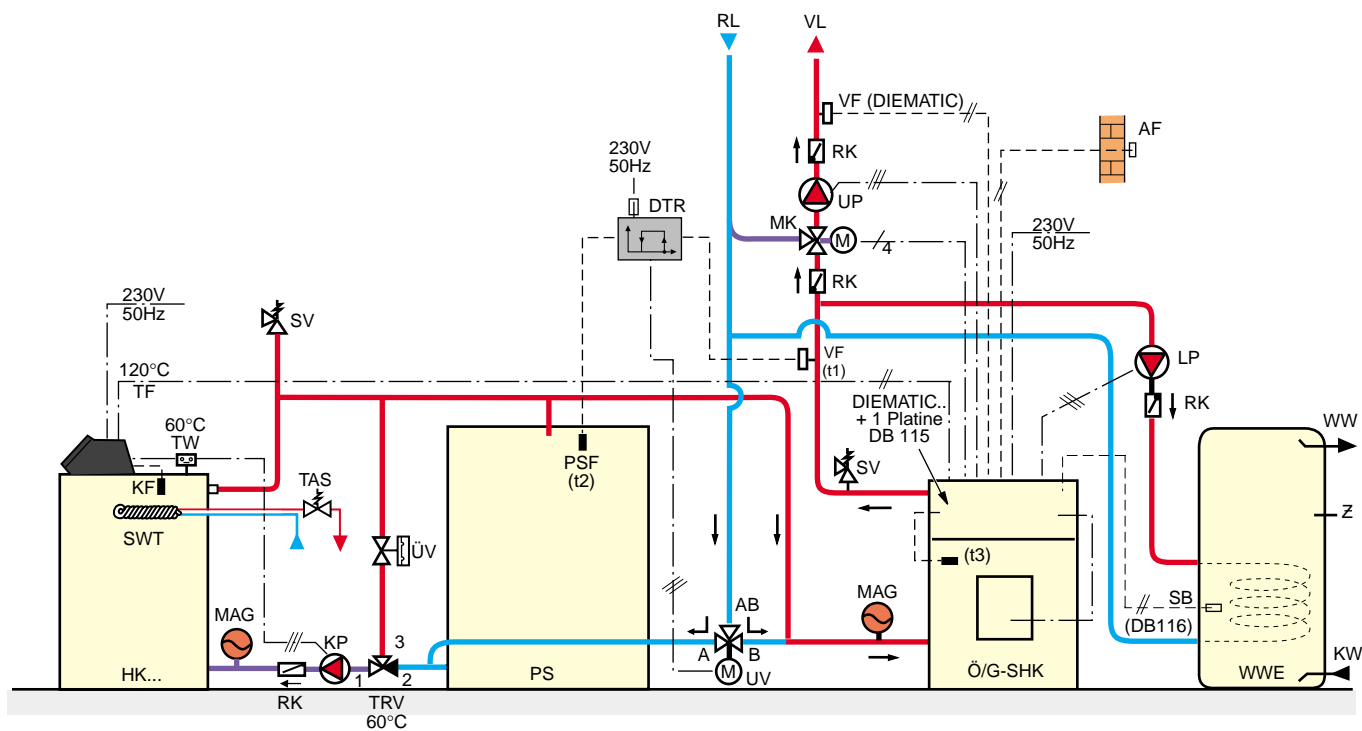 RL
VL
VF (DIEMATIC)
AF
RK
230V
50Hz
DTR
UP
MK
M
4
230V
50Hz
RK
230V
50Hz
SV
VF
(t1)
LP
120°C
TF
DIEMATIC..
+ 1 Platine
DB 115
RK
60°C
TW
WW
PSF
(t2)
SV
KF
TAS
Z
SWT
ÜV
(t3)
MAG
SB
(DB116)
MAG
AB
KP
3
A
B
1
2
M
UV
HK...
PS
Ö/G-SHK
WWE
KW
RK
TRV
60°C